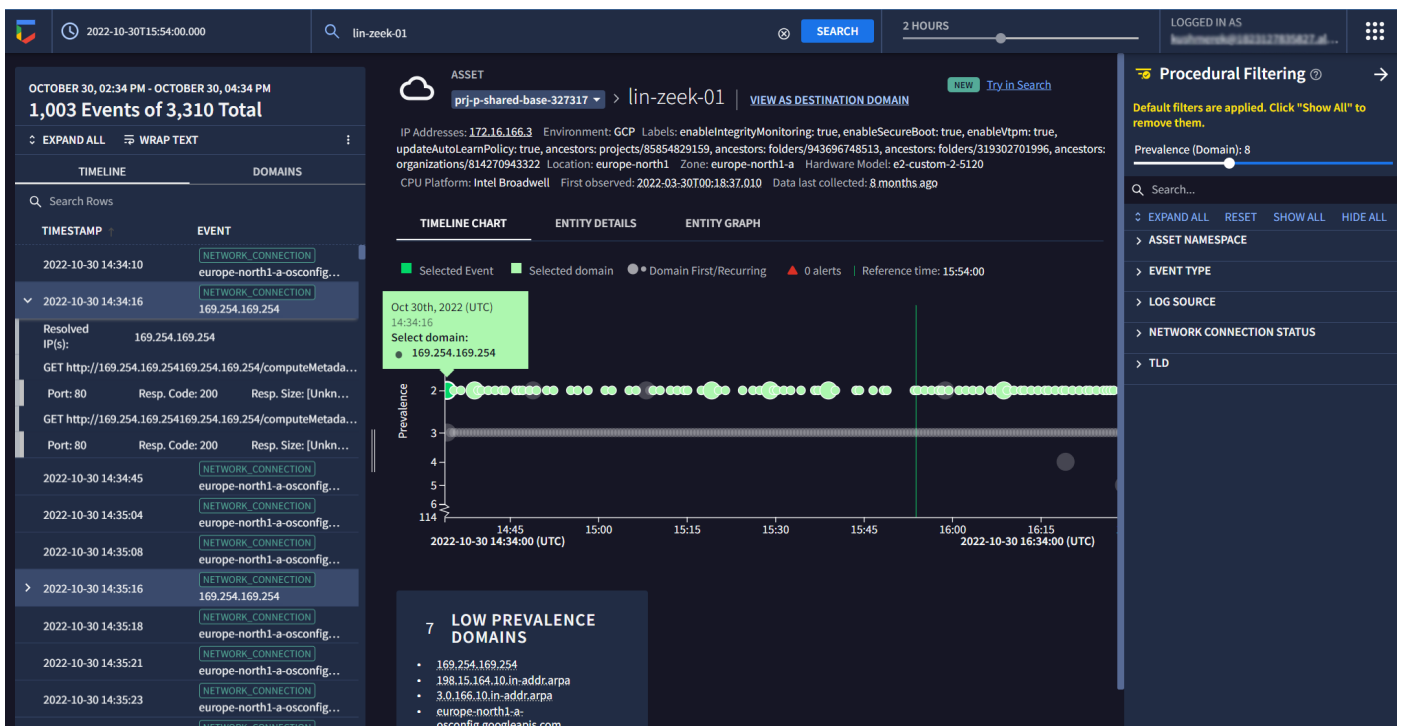 2022-10-30T15:54:00.000
lin-zeek-01
SEARCH
2 HOURS
LOGGED IN AS
OCTOBER 30, 02:34 PM - OCTOBER 30, 04:34 PM
1,003 Events of 3,310 Total
EXPAND ALL WRAP TEXT
TIMELINE DOMAINS
Search Rows
TIMESTAMP ↑ EVENT
2022-10-30 14:34:10 NETWORK_CONNECTION
europe-north1-a-osconfig...
2022-10-30 14:34:16 NETWORK_CONNECTION
169.254.169.254
Resolved IP(s): 169.254.169.254
GET http://169.254.169.254169.254.169.254/computeMetada...
Port: 80 Resp. Code: 200 Resp. Size: [Unkn...
GET http://169.254.169.254169.254.169.254/computeMetada...
Port: 80 Resp. Code: 200 Resp. Size: [Unkn...
2022-10-30 14:34:45 NETWORK_CONNECTION
europe-north1-a-osconfig...
2022-10-30 14:35:04 NETWORK_CONNECTION
europe-north1-a-osconfig...
2022-10-30 14:35:08 NETWORK_CONNECTION
europe-north1-a-osconfig...
2022-10-30 14:35:16 NETWORK_CONNECTION
169.254.169.254
2022-10-30 14:35:18 NETWORK_CONNECTION
europe-north1-a-osconfig...
2022-10-30 14:35:21 NETWORK_CONNECTION
europe-north1-a-osconfig...
2022-10-30 14:35:23 NETWORK_CONNECTION
europe-north1-a-osconfig...
NETWORK_CONNECTION
ASSET
prj-p-shared-base-327317 > lin-zeek-01 | VIEW AS DESTINATION DOMAIN
NEW Try in Search
IP Addresses: 172.16.166.3 Environment: GCP Labels: enableIntegrityMonitoring: true, enableSecureBoot: true, enableVtpm: true,
updateAutoLearnPolicy: true, ancestors: projects/85854829159, ancestors: folders/943696748513, ancestors: folders/319302701996, ancestors:
organizations/814270943322 Location: europe-north1 Zone: europe-north1-a Hardware Model: e2-custom-2-5120
CPU Platform: Intel Broadwell First observed: 2022-03-30T00:18:37.010 Data last collected: 8 months ago
TIMELINE CHART ENTITY DETAILS ENTITY GRAPH
Selected Event Selected domain Domain First/Recurring 0 alerts | Reference time: 15:54:00
Oct 30th, 2022 (UTC)
14:34:16
Select domain:
169.254.169.254
Prevalence
2
3
4
5
6
114
14:45 15:00 15:15 15:30 15:45 16:00 16:15
2022-10-30 14:34:00 (UTC) 2022-10-30 16:34:00 (UTC)
7 LOW PREVALENCE DOMAINS
• 169.254.169.254
• 198.15.164.10.in-addr.arpa
• 3.0.166.10.in-addr.arpa
• europe-north1-a-
osconfig.googleapis.com
Procedural Filtering
Default filters are applied. Click "Show All" to
remove them.
Prevalence (Domain): 8
Search...
EXPAND ALL RESET SHOW ALL HIDE ALL
ASSET NAMESPACE
EVENT TYPE
LOG SOURCE
NETWORK CONNECTION STATUS
TLD